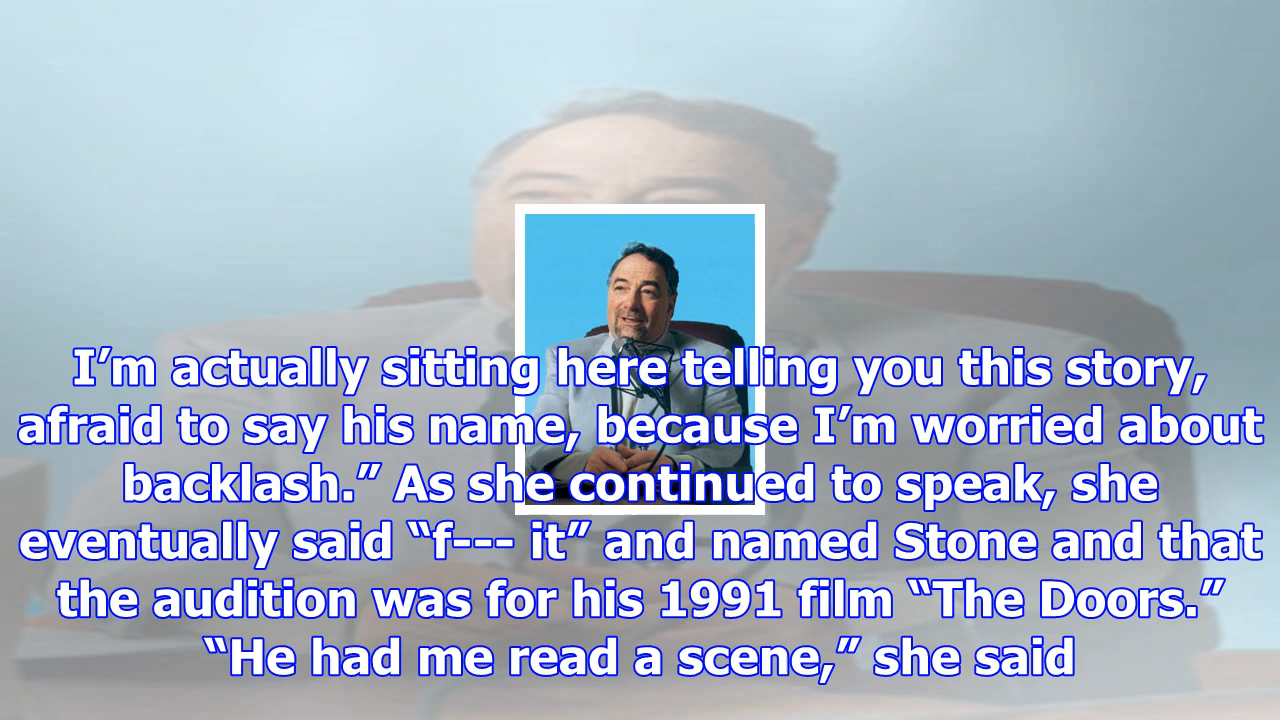 I’m actually sitting here telling you this story,
afraid to say his name, because I’m worried about
backlash.” As she continued to speak, she
eventually said “f--- it” and named Stone and that
the audition was for his 1991 film “The Doors.”
“He had me read a scene,” she said